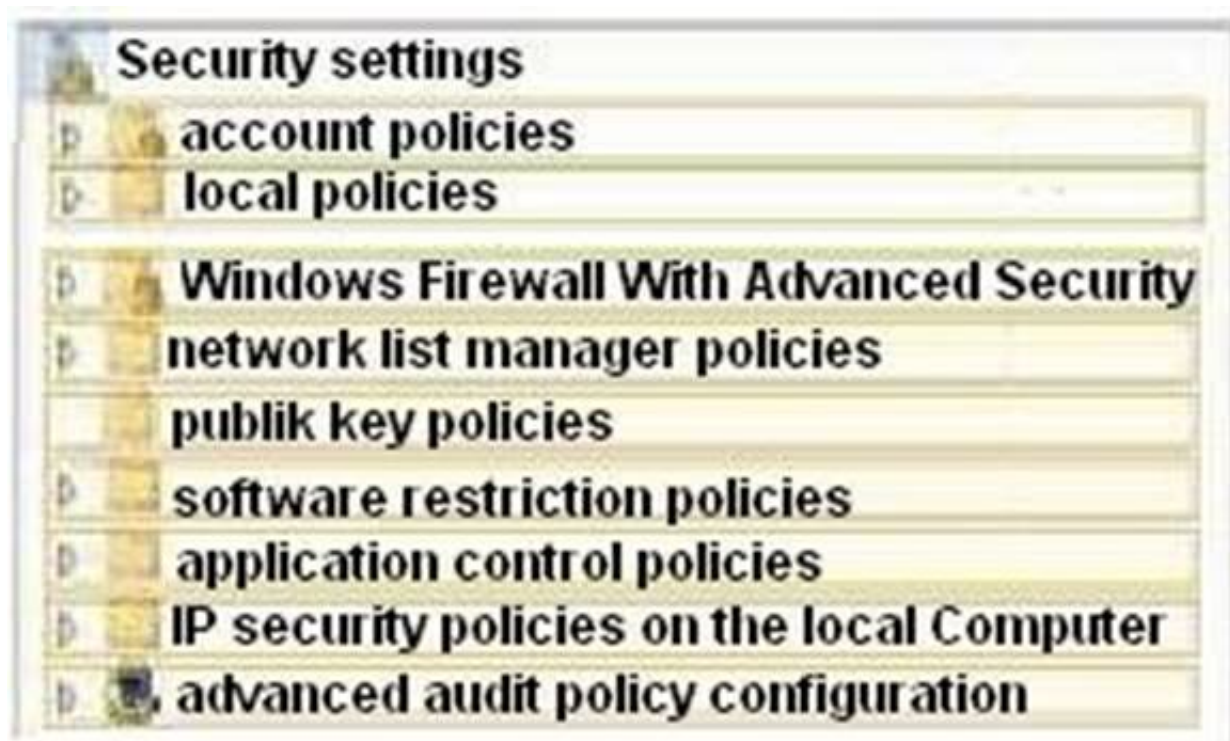 Security settings
account policies
local policies
Windows Firewall With Advanced Security
network list manager policies
publik key policies
software restriction policies
application control policies
IP security policies on the local Computer
advanced audit policy configuration